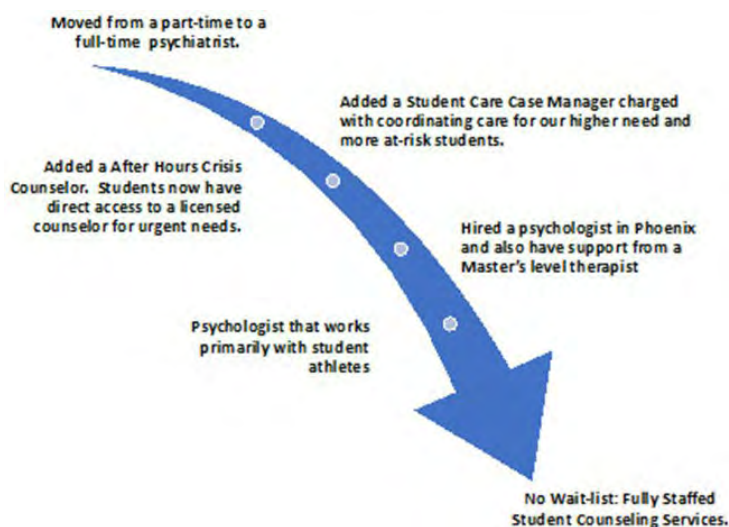 Moved from a part-time to a
full-time psychiatrist.
Added a Student Care Case Manager charged
with coordinating care for our higher need and
more at-risk students.
Added a After Hours Crisis
Counselor. Students now have
direct access to a licensed
counselor for urgent needs.
Hired a psychologist in Phoenix
and also have support from a
Master's level therapist
Psychologist that works
primarily with student
athletes
No Wait-list: Fully Staffed
Student Counseling Services.